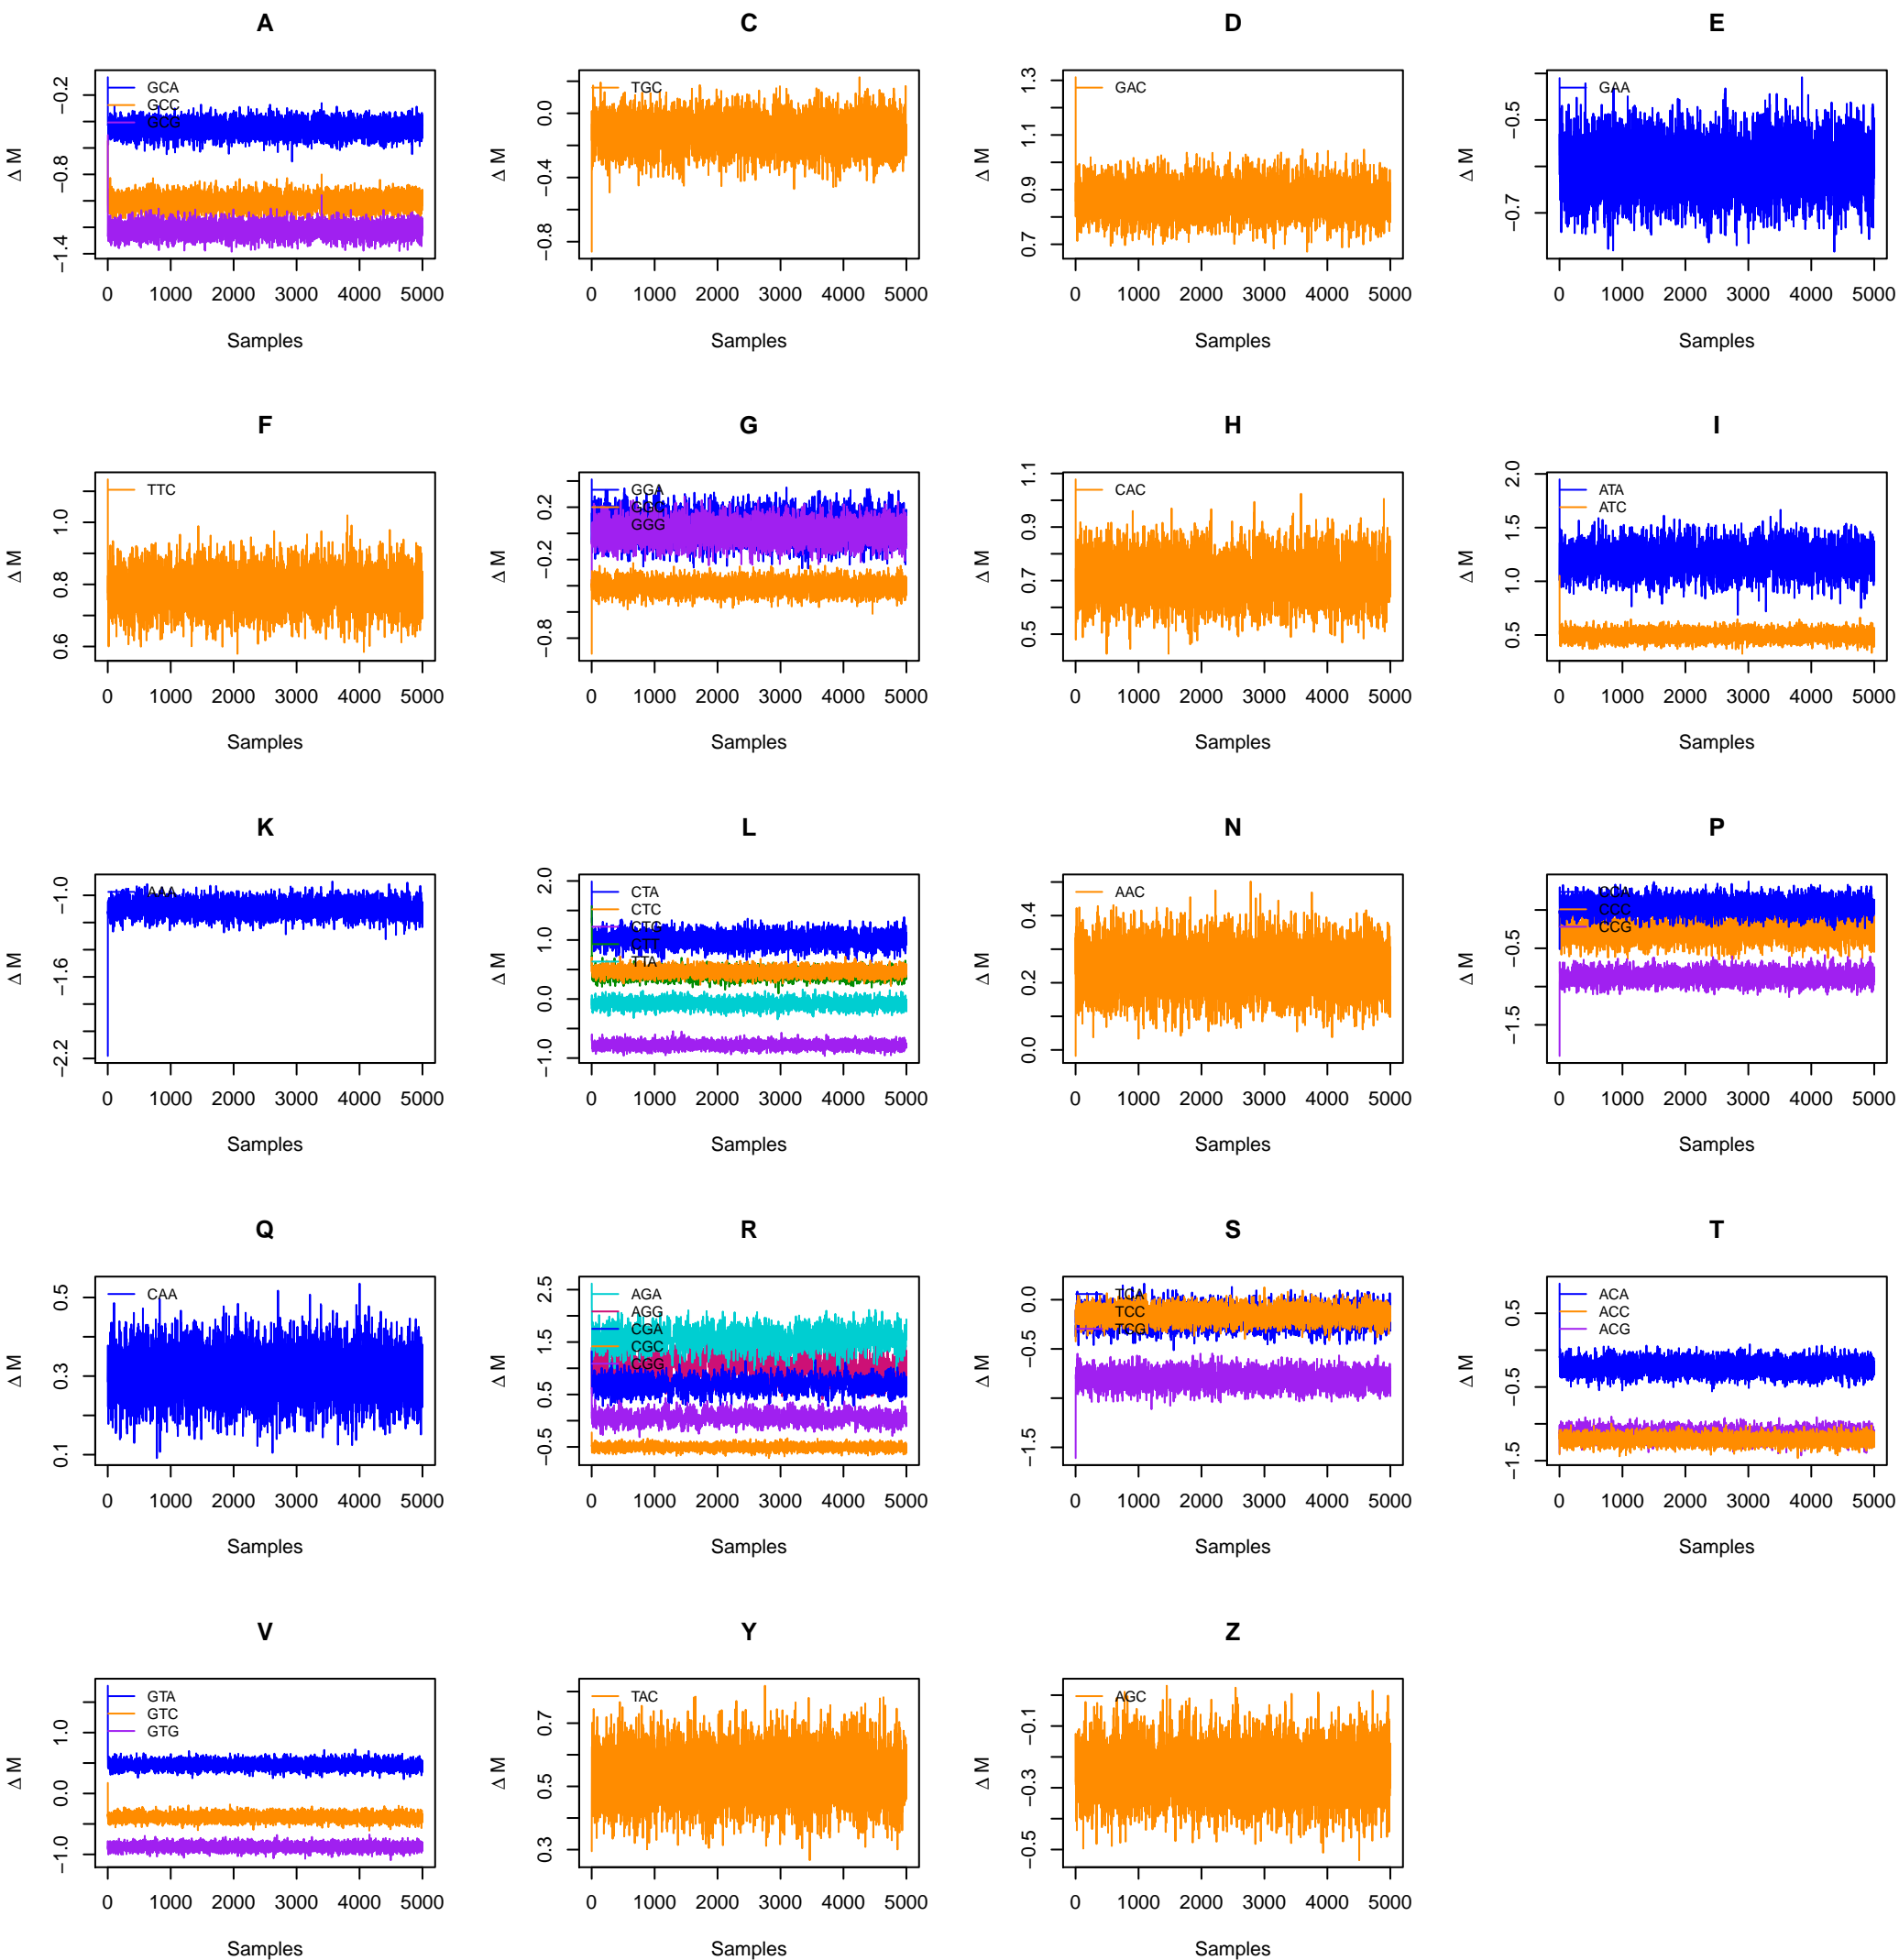 A
Δ M
−0.2
−0.8
−1.4
GCA
GCC
GCG
0 1000 2000 3000 4000 5000
Samples
C
Δ M
0.0
−0.4
−0.8
TGC
0 1000 2000 3000 4000 5000
Samples
D
Δ M
1.3
1.1
0.9
0.7
GAC
0 1000 2000 3000 4000 5000
Samples
E
Δ M
−0.5
−0.7
GAA
0 1000 2000 3000 4000 5000
Samples
F
Δ M
1.0
0.8
0.6
TTC
0 1000 2000 3000 4000 5000
Samples
G
Δ M
0.2
−0.2
−0.8
GGA
GGC
GGG
0 1000 2000 3000 4000 5000
Samples
H
Δ M
1.1
0.9
0.7
0.5
CAC
0 1000 2000 3000 4000 5000
Samples
I
Δ M
2.0
1.5
1.0
0.5
ATA
ATC
0 1000 2000 3000 4000 5000
Samples
K
Δ M
−1.0
−1.6
−2.2
AAA
0 1000 2000 3000 4000 5000
Samples
L
Δ M
2.0
1.0
0.0
−1.0
CTA
CTC
CTG
CTT
TTA
0 1000 2000 3000 4000 5000
Samples
N
Δ M
0.4
0.2
0.0
AAC
0 1000 2000 3000 4000 5000
Samples
P
Δ M
−0.5
−1.5
CCA
CCC
CCG
0 1000 2000 3000 4000 5000
Samples
Q
Δ M
0.5
0.3
0.1
CAA
0 1000 2000 3000 4000 5000
Samples
R
Δ M
2.5
1.5
0.5
−0.5
AGA
AGG
CGA
CGC
CGG
0 1000 2000 3000 4000 5000
Samples
S
Δ M
0.0
−0.5
−1.5
TCA
TCC
TCG
0 1000 2000 3000 4000 5000
Samples
T
Δ M
0.5
−0.5
−1.5
ACA
ACC
ACG
0 1000 2000 3000 4000 5000
Samples
V
Δ M
1.0
0.0
−1.0
GTA
GTC
GTG
0 1000 2000 3000 4000 5000
Samples
Y
Δ M
0.7
0.5
0.3
TAC
0 1000 2000 3000 4000 5000
Samples
Z
Δ M
−0.1
−0.3
−0.5
AGC
0 1000 2000 3000 4000 5000
Samples